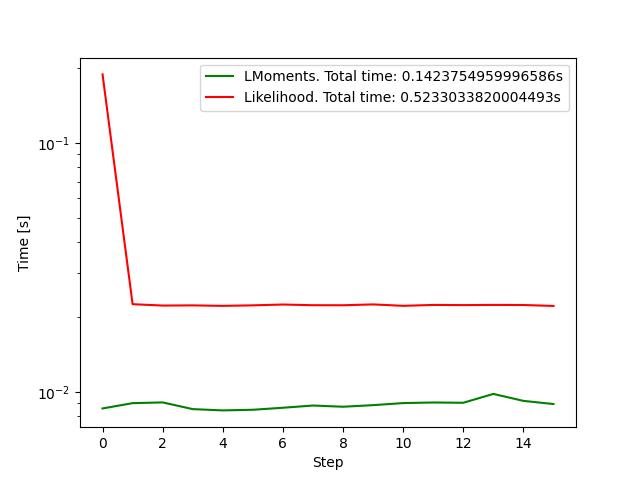 LMoments. Total time: 0.1423754959996586s
Likelihood. Total time: 0.5233033820004493s
10⁻¹
10⁻²
Time [s]
0 2 4 6 8 10 12 14
Step